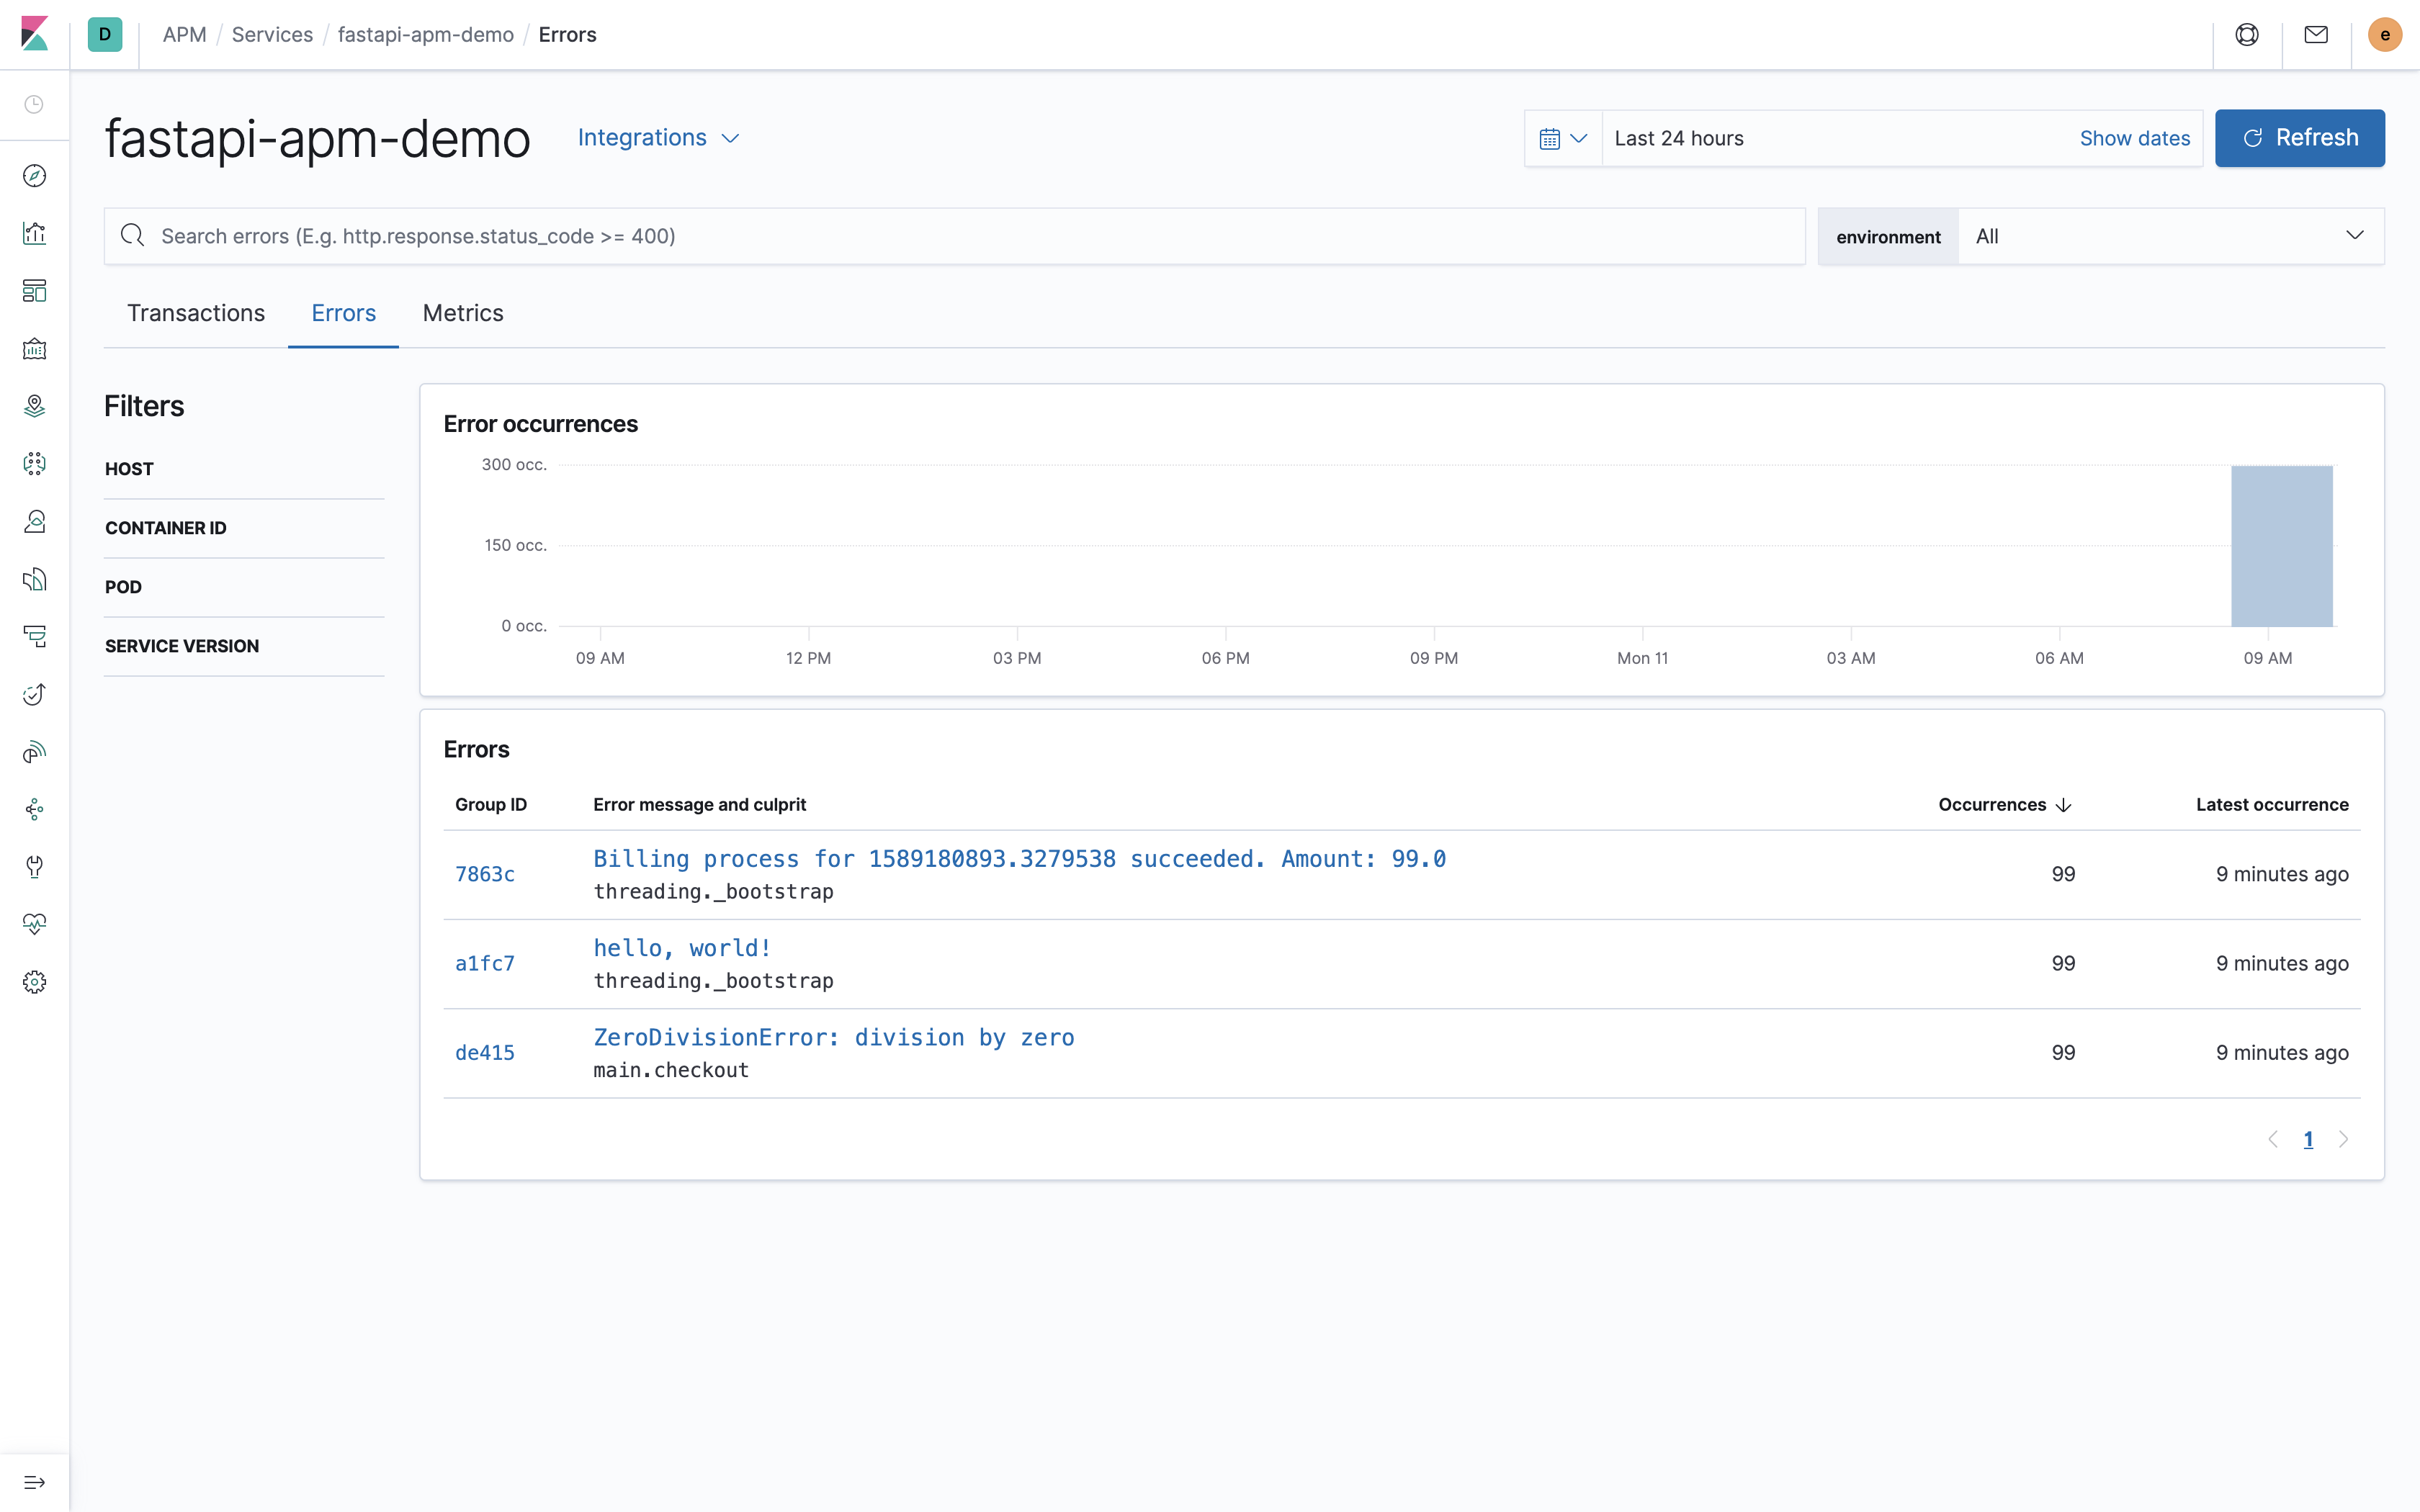 D
APM / Services / fastapi-apm-demo / Errors
e
fastapi-apm-demo
Integrations
Last 24 hours
Show dates
Refresh
Search errors (E.g. http.response.status_code >= 400)
environment
All
Transactions
Errors
Metrics
Filters
HOST
CONTAINER ID
POD
SERVICE VERSION
Error occurrences
300 occ.
150 occ.
0 occ.
09 AM
12 PM
03 PM
06 PM
09 PM
Mon 11
03 AM
06 AM
09 AM
Errors
Group ID
Error message and culprit
Occurrences
Latest occurrence
7863c
Billing process for 1589180893.3279538 succeeded. Amount: 99.0
threading._bootstrap
99
9 minutes ago
a1fc7
hello, world!
threading._bootstrap
99
9 minutes ago
de415
ZeroDivisionError: division by zero
main.checkout
99
9 minutes ago
1